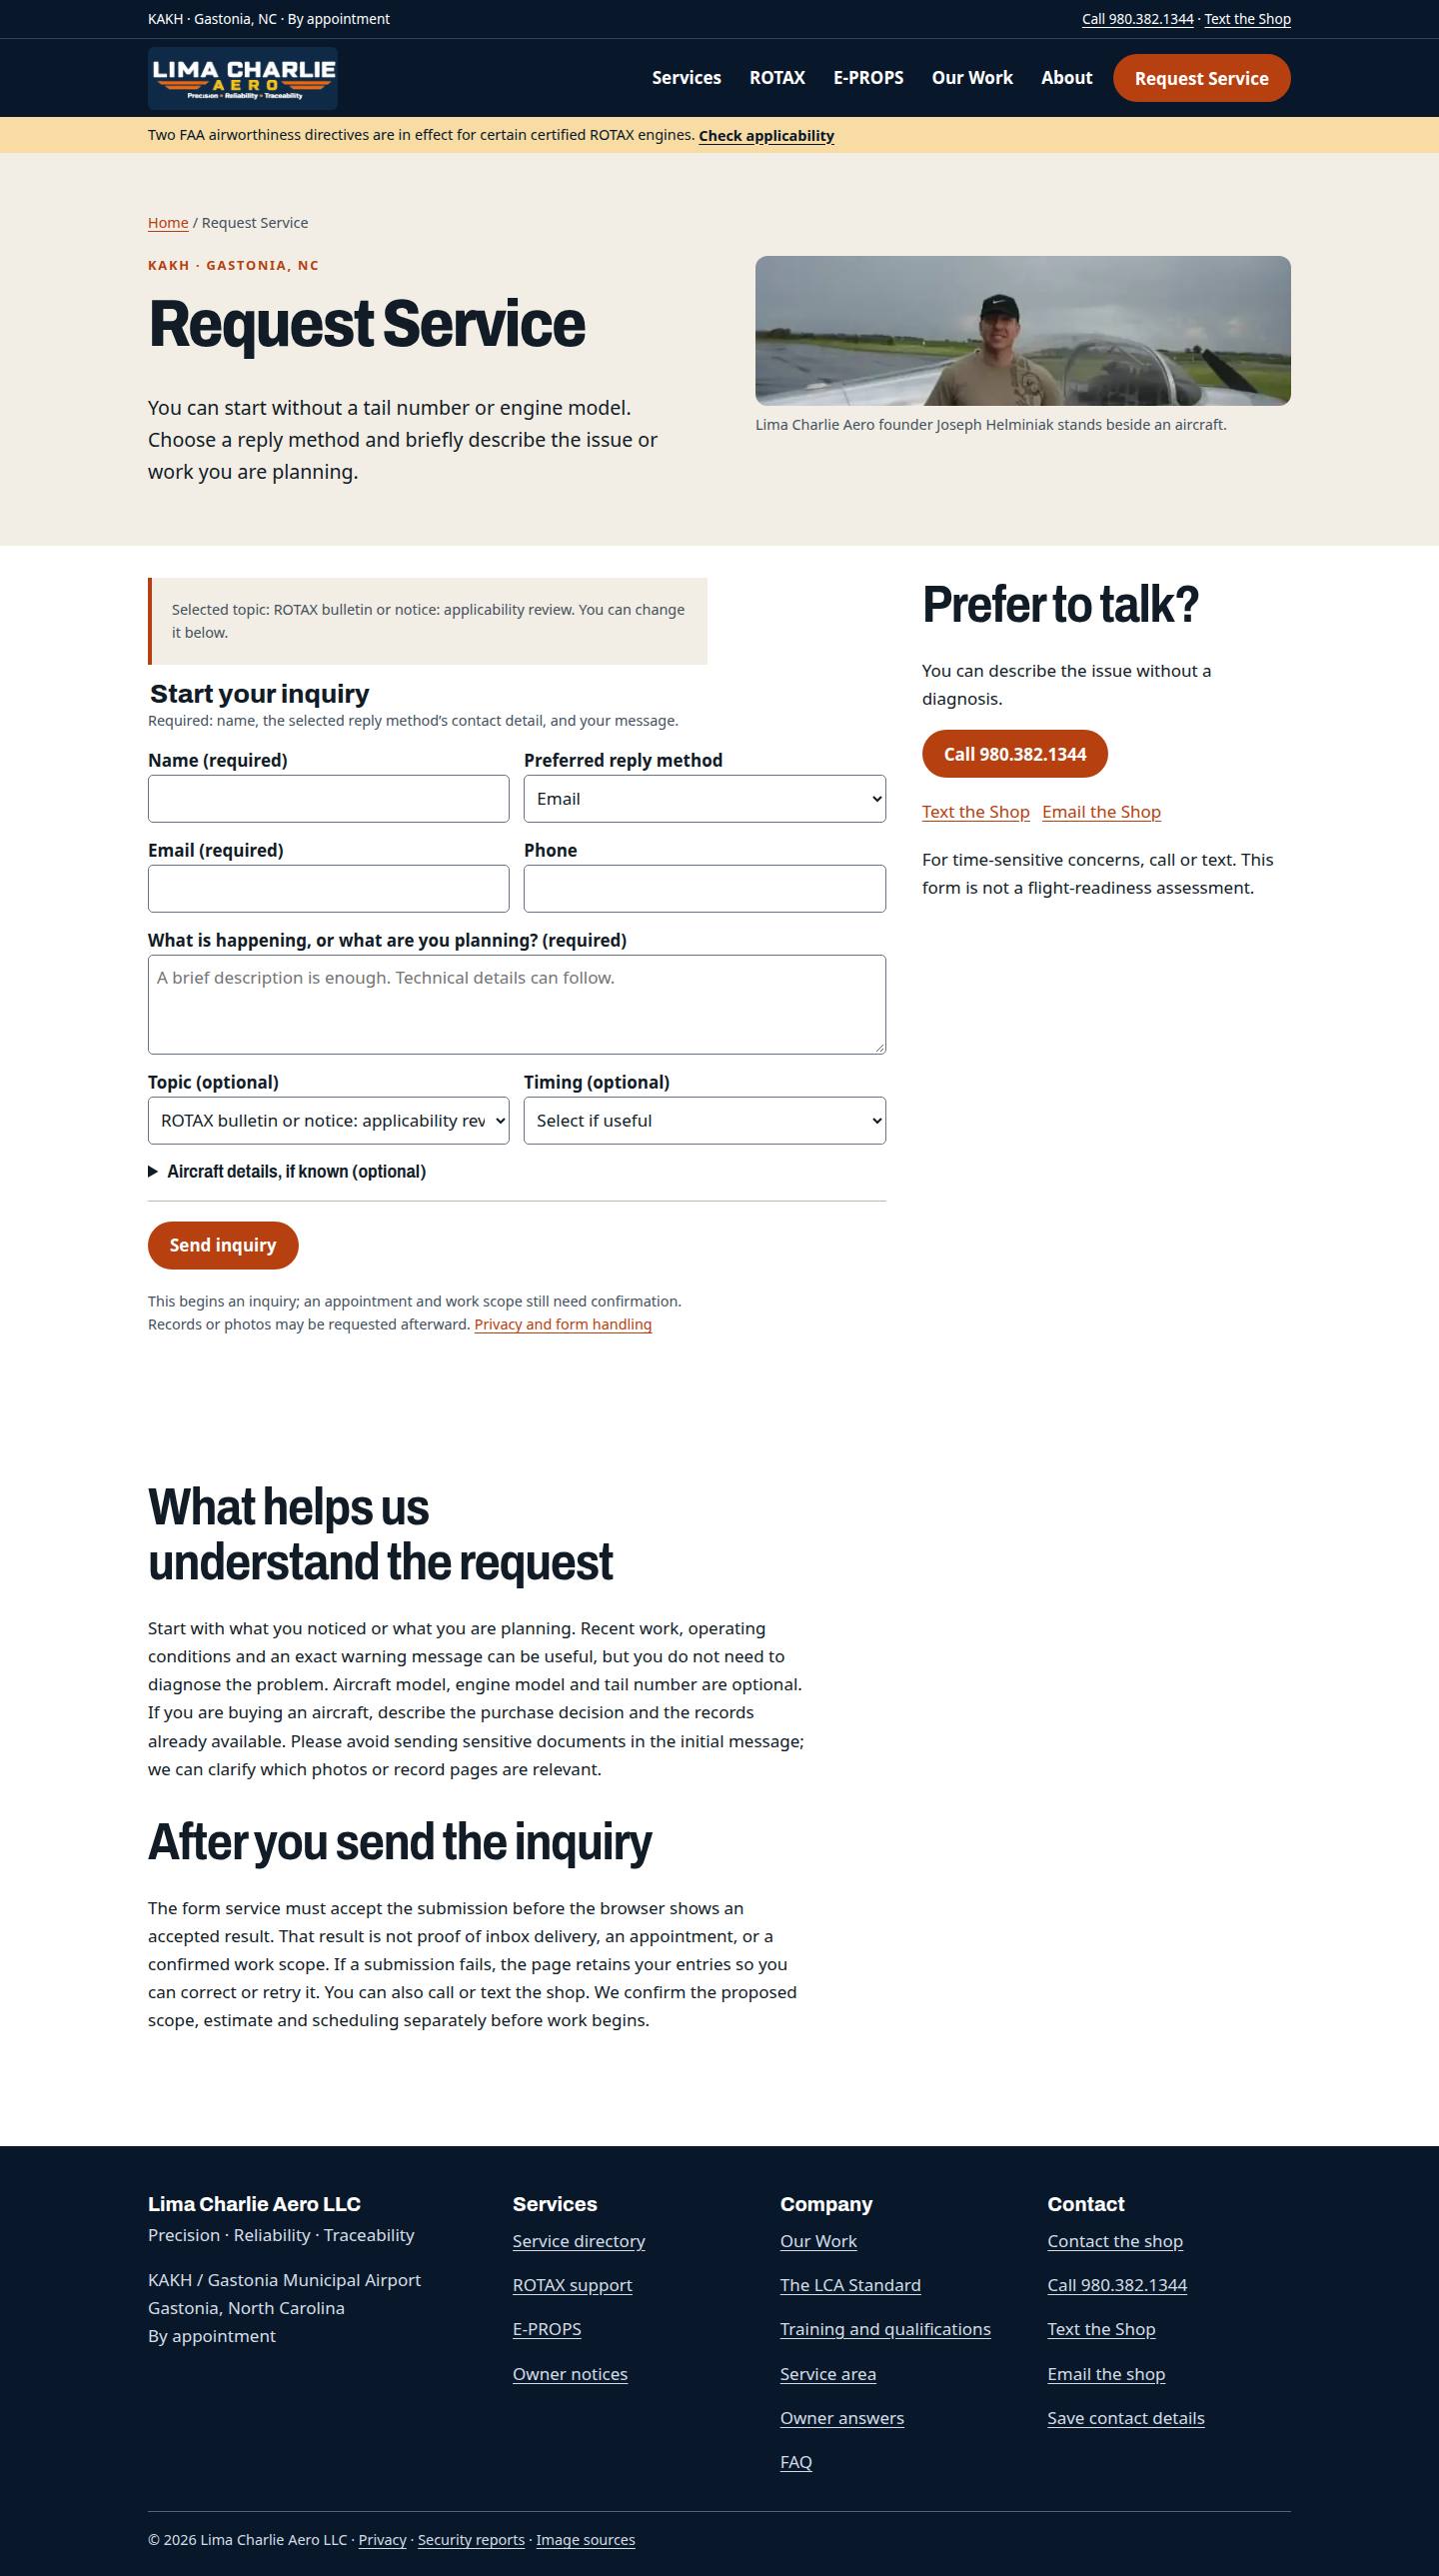 KAKH · Gastonia, NC · By appointment
Call 980.382.1344 · Text the Shop
LIMA CHARLIE
AERO
Precision • Reliability • Traceability
Services
ROTAX
E-PROPS
Our Work
About
Request Service
Two FAA airworthiness directives are in effect for certain certified ROTAX engines. Check applicability
Home / Request Service
KAKH · GASTONIA, NC
Request Service
You can start without a tail number or engine model.
Choose a reply method and briefly describe the issue or
work you are planning.
Lima Charlie Aero founder Joseph Helminiak stands beside an aircraft.
Selected topic: ROTAX bulletin or notice: applicability review. You can change
it below.
Start your inquiry
Required: name, the selected reply method’s contact detail, and your message.
Name (required)
Preferred reply method
Email
Email (required)
Phone
What is happening, or what are you planning? (required)
A brief description is enough. Technical details can follow.
Topic (optional)
Timing (optional)
ROTAX bulletin or notice: applicability rev
Select if useful
Aircraft details, if known (optional)
Send inquiry
This begins an inquiry; an appointment and work scope still need confirmation.
Records or photos may be requested afterward. Privacy and form handling
Prefer to talk?
You can describe the issue without a
diagnosis.
Call 980.382.1344
Text the Shop Email the Shop
For time-sensitive concerns, call or text. This
form is not a flight-readiness assessment.
What helps us
understand the request
Start with what you noticed or what you are planning. Recent work, operating
conditions and an exact warning message can be useful, but you do not need to
diagnose the problem. Aircraft model, engine model and tail number are optional.
If you are buying an aircraft, describe the purchase decision and the records
already available. Please avoid sending sensitive documents in the initial message;
we can clarify which photos or record pages are relevant.
After you send the inquiry
The form service must accept the submission before the browser shows an
accepted result. That result is not proof of inbox delivery, an appointment, or a
confirmed work scope. If a submission fails, the page retains your entries so you
can correct or retry it. You can also call or text the shop. We confirm the proposed
scope, estimate and scheduling separately before work begins.
Lima Charlie Aero LLC
Precision · Reliability · Traceability
KAKH / Gastonia Municipal Airport
Gastonia, North Carolina
By appointment
Services
Service directory
ROTAX support
E-PROPS
Owner notices
Company
Our Work
The LCA Standard
Training and qualifications
Service area
Owner answers
FAQ
Contact
Contact the shop
Call 980.382.1344
Text the Shop
Email the shop
Save contact details
© 2026 Lima Charlie Aero LLC · Privacy · Security reports · Image sources